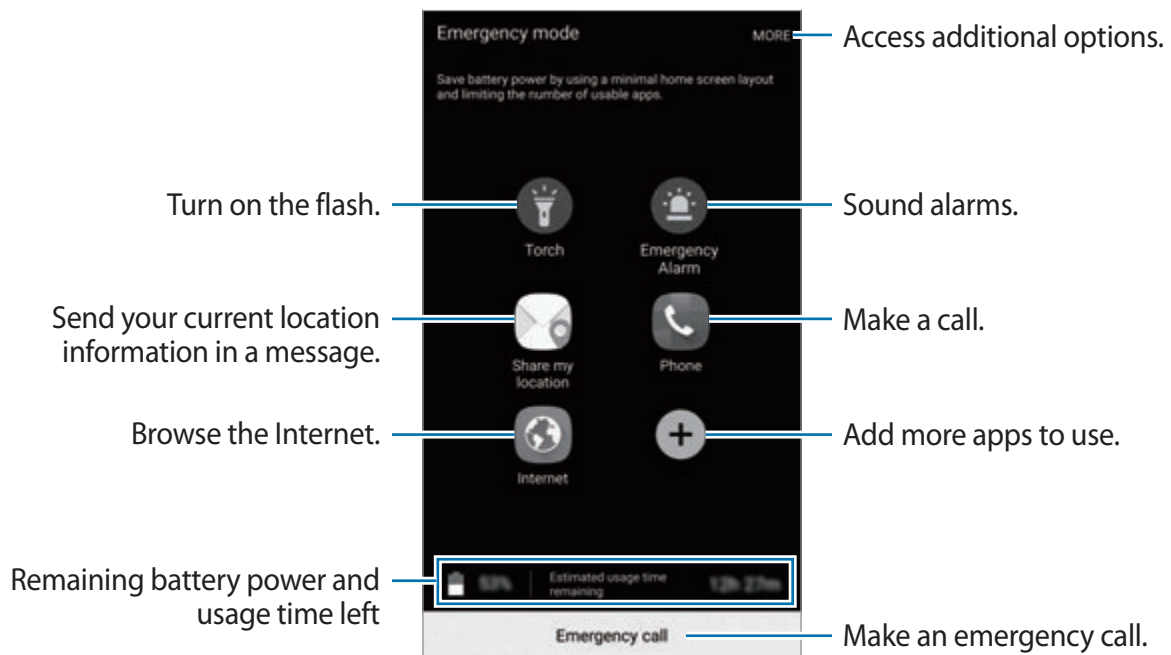 Emergency mode
MORE
Access additional options.
Save battery power by using a minimal home screen layout
and limiting the number of usable apps.
Turn on the flash.
Torch
Emergency
Alarm
Sound alarms.
Send your current location
information in a message.
Share my
location
Phone
Make a call.
Browse the Internet.
Internet
Add more apps to use.
Remaining battery power and
usage time left
Estimated usage time
remaining
Emergency call
Make an emergency call.